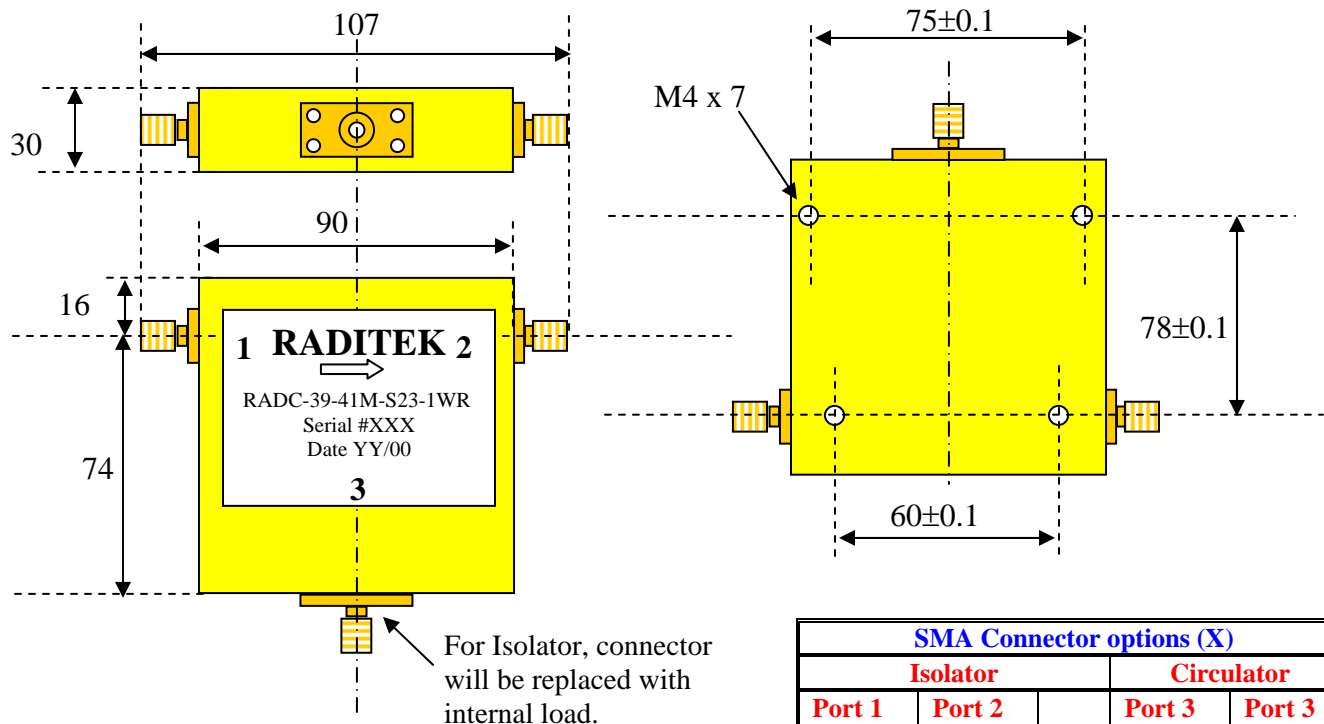 107
75±0.1
M4 x 7
30
90
16
1 RADITEK 2
RADC-39-41M-S23-1WR
Serial #XXX
Date YY/00
3
74
78±0.1
60±0.1
For Isolator, connector
will be replaced with
internal load.
SMA Connector options (X)
Isolator Circulator
Port 1 Port 2 Port 3 Port 3